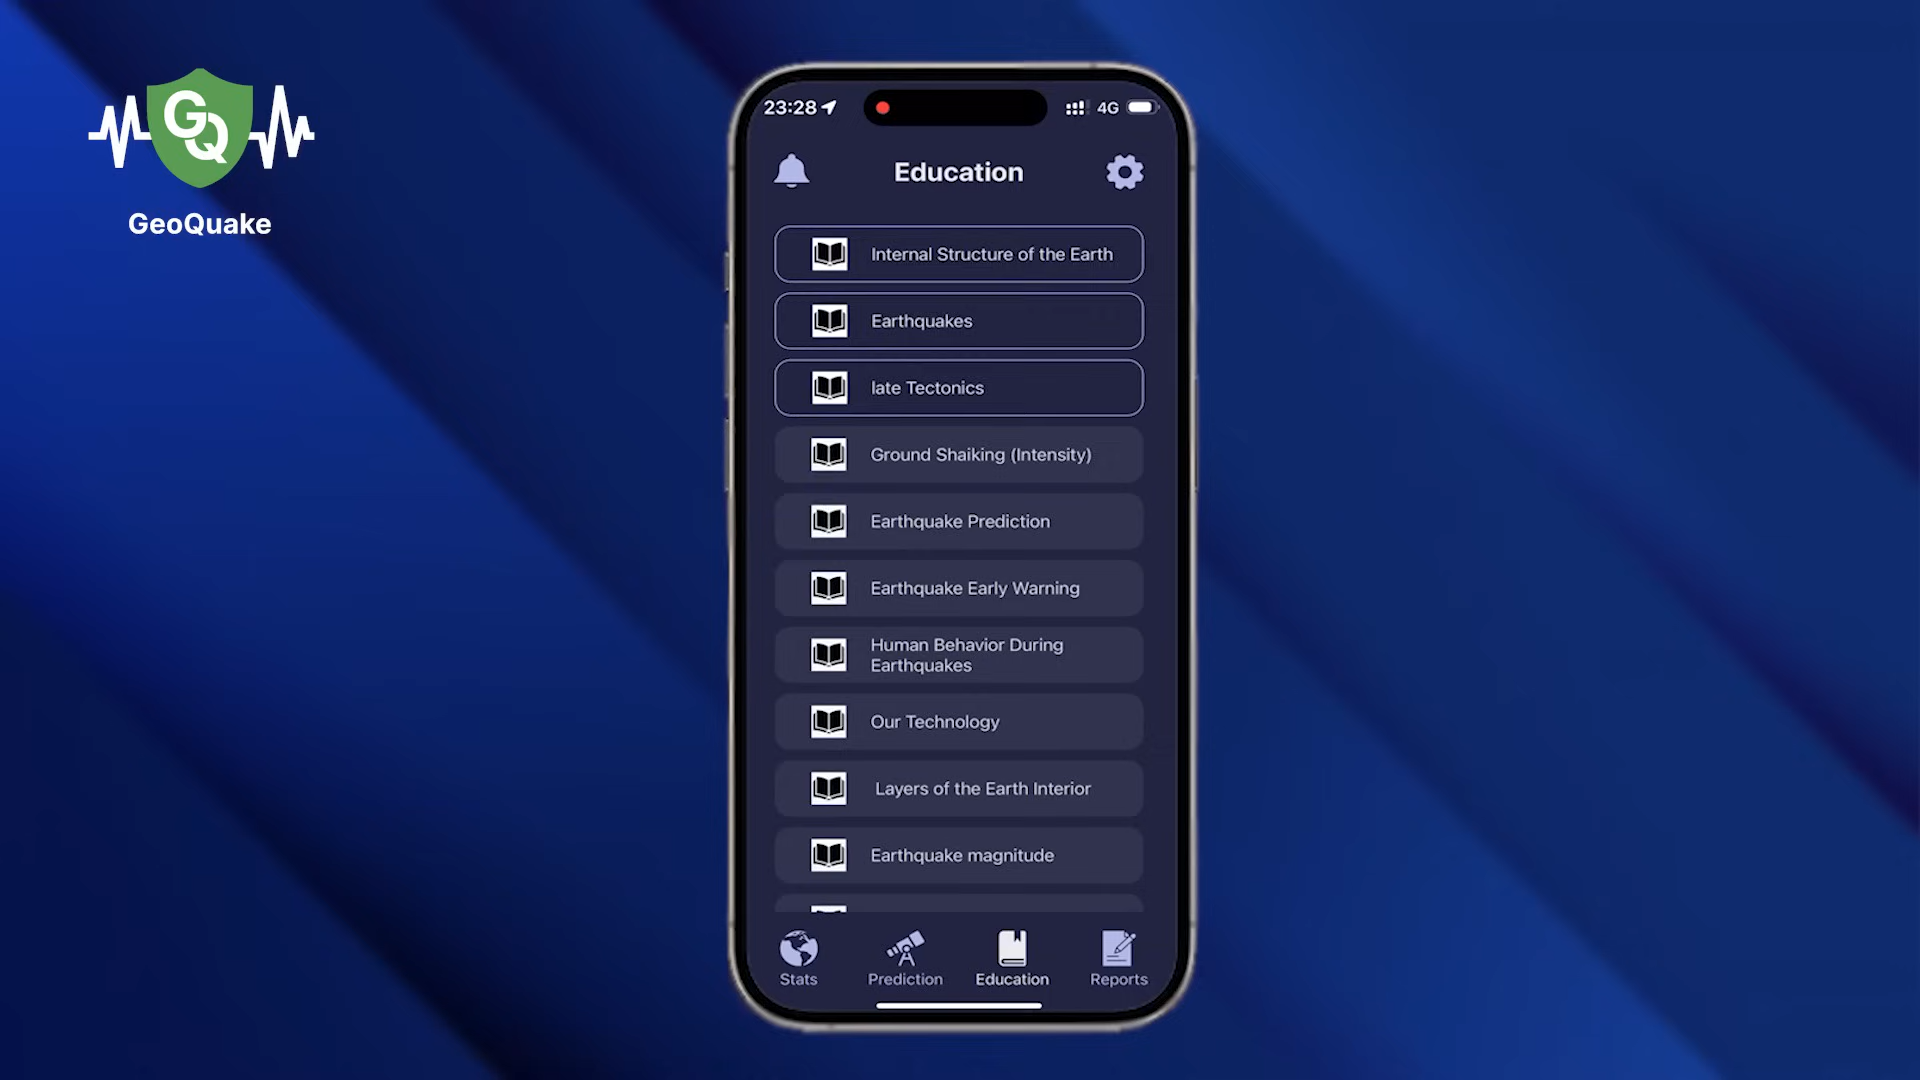 GQ
GeoQuake
23:28
4G
Education
Internal Structure of the Earth
Earthquakes
late Tectonics
Ground Shaiking (Intensity)
Earthquake Prediction
Earthquake Early Warning
Human Behavior During
Earthquakes
Our Technology
Layers of the Earth Interior
Earthquake magnitude
Stats
Prediction
Education
Reports